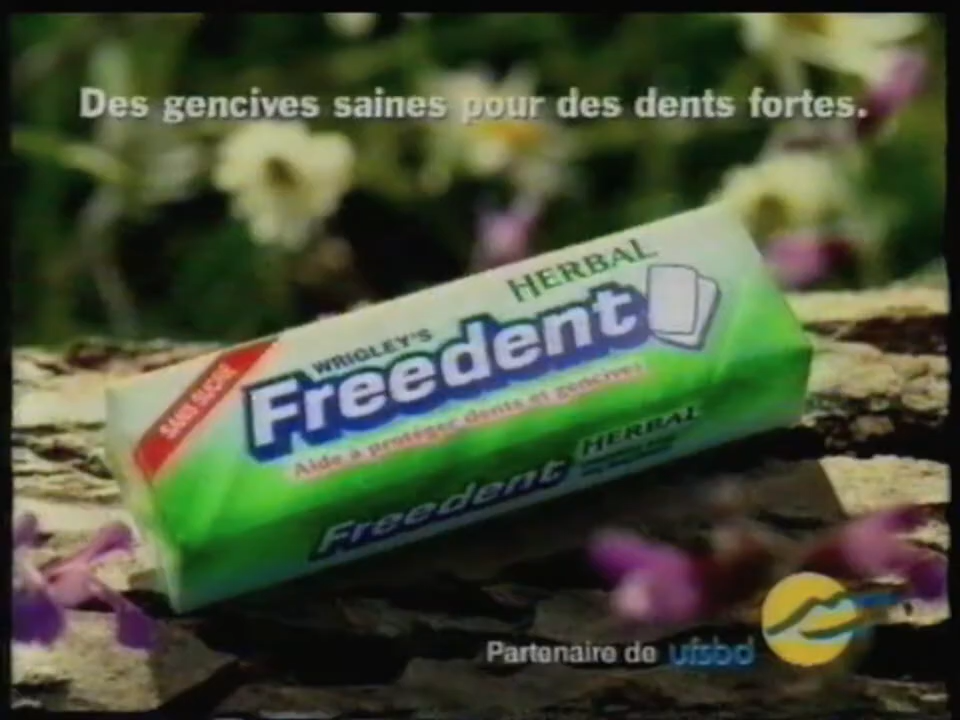 Des gencives saines pour des dents fortes.
HERBAL
WRIGLEY'S
Freedent
SANS SUCRE
Aide à protéger dents et gencives
HERBAL
Freedent
Partenaire de ufsbd